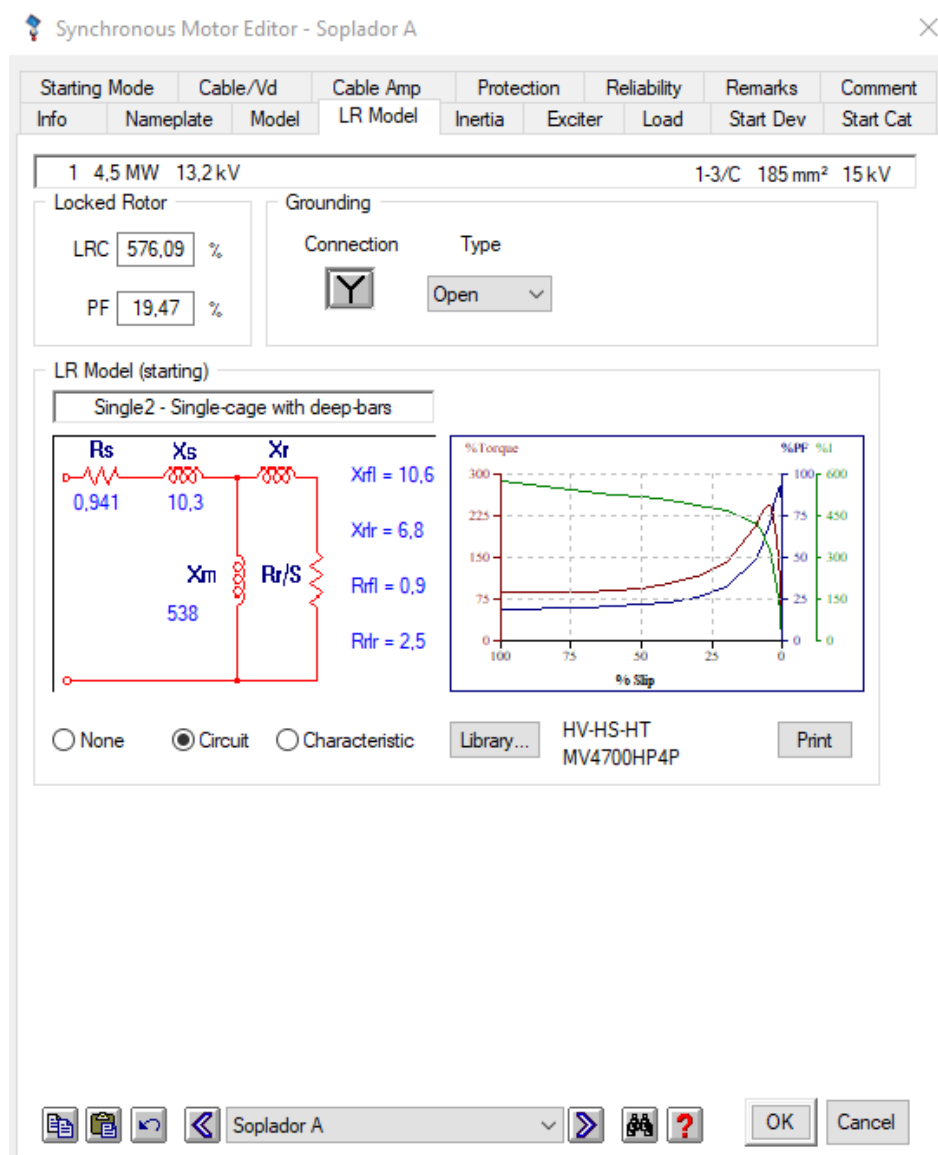 Synchronous Motor Editor - Soplador A
Starting Mode Cable/Vd Cable Amp Protection Reliability Remarks Comment
Info Nameplate Model LR Model Inertia Exciter Load Start Dev Start Cat
1 4,5 MW 13,2 kV 1-3/C 185 mm² 15 kV
Locked Rotor
LRC 576,09 %
PF 19,47 %
Grounding
Connection Type
Y Open
LR Model (starting)
Single2 - Single-cage with deep-bars
Rs Xs Xr
0,941 10,3
Xm Rr/S
538
Xrfl = 10,6
Xrlr = 6,8
Rrfl = 0,9
Rrlr = 2,5
%Torque %PF %I
300 100 600
225 75 450
150 50 300
75 25 150
0 0 0
100 75 50 25 0
% Slip
None Circuit Characteristic Library... HV-HS-HT Print
MV4700HP4P
Soplador A ? OK Cancel